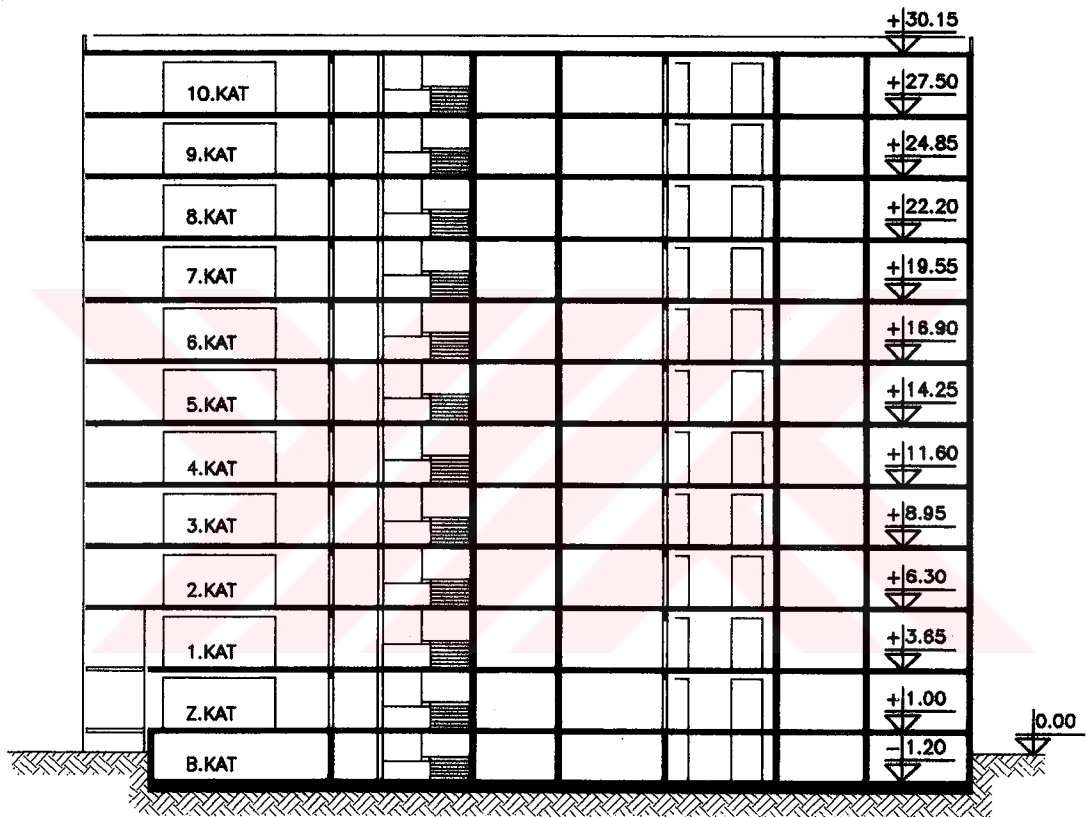 +30.15
10.KAT +27.50
9.KAT +24.85
8.KAT +22.20
7.KAT +19.55
6.KAT +16.90
5.KAT +14.25
4.KAT +11.60
3.KAT +8.95
2.KAT +6.30
1.KAT +3.65
Z.KAT +1.00
0.00
B.KAT -1.20